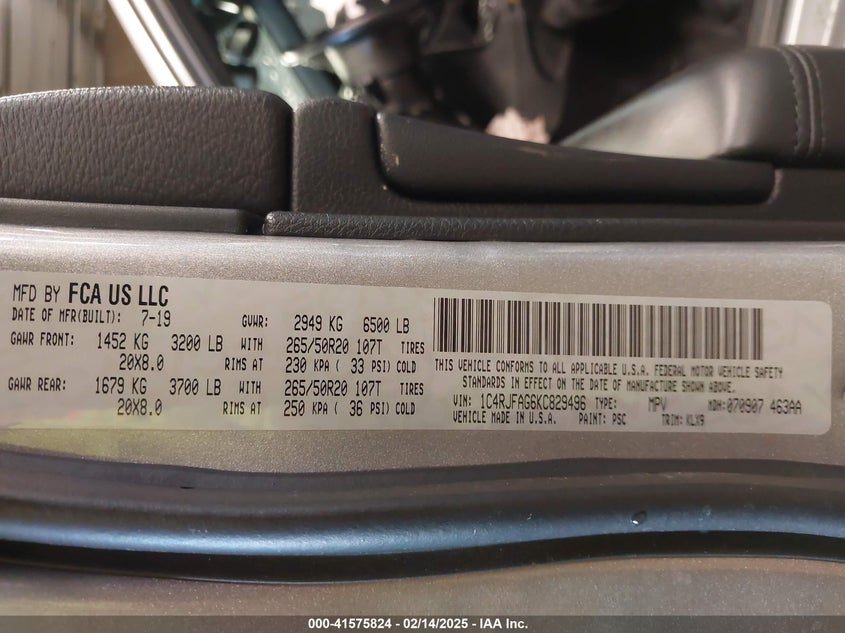 MFD BY FCA US LLC
DATE OF MFR(BUILT): 7-19 GVWR: 2949 KG 6500 LB
GAWR FRONT: 1452 KG 3200 LB WITH 265/50R20 107T TIRES
20X8.0 RIMS AT 230 KPA ( 33 PSI) COLD
GAWR REAR: 1679 KG 3700 LB WITH 265/50R20 107T TIRES
20X8.0 RIMS AT 250 KPA ( 36 PSI) COLD
THIS VEHICLE CONFORMS TO ALL APPLICABLE U.S.A. FEDERAL MOTOR VEHICLE SAFETY
STANDARDS IN EFFECT ON THE DATE OF MANUFACTURE SHOWN ABOVE.
VIN: 1C4RJFAG6KC829496 TYPE: MPV MDH:070907 463AA
VEHICLE MADE IN U.S.A. PAINT: PSC TRIM: KLX9
000-41575824 - 02/14/2025 - IAA Inc.